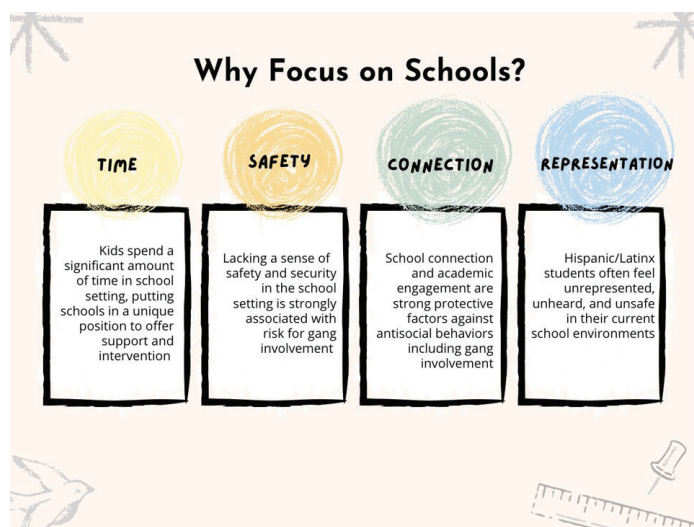 Why Focus on Schools?
TIME
Kids spend a
significant amount
of time in school
setting, putting
schools in a unique
position to offer
support and
intervention
SAFETY
Lacking a sense of
safety and security
in the school
setting is strongly
associated with
risk for gang
involvement
CONNECTION
School connection
and academic
engagement are
strong protective
factors against
antisocial behaviors
including gang
involvement
REPRESENTATION
Hispanic/Latinx
students often feel
unrepresented,
unheard, and unsafe
in their current
school environments